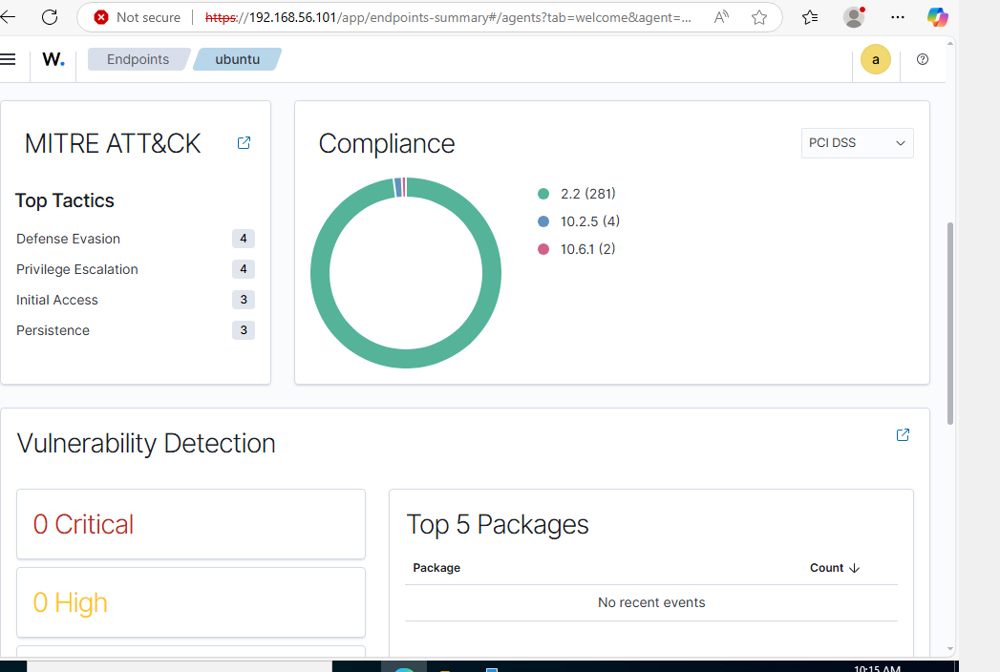 Not secure https://192.168.56.101/app/endpoints-summary#/agents?tab=welcome&agent=... A
W. Endpoints ubuntu a ?
MITRE ATT&CK
Top Tactics
Defense Evasion 4
Privilege Escalation 4
Initial Access 3
Persistence 3
Compliance PCI DSS
2.2 (281)
10.2.5 (4)
10.6.1 (2)
Vulnerability Detection
0 Critical
0 High
Top 5 Packages
Package Count
No recent events
10:15 AM